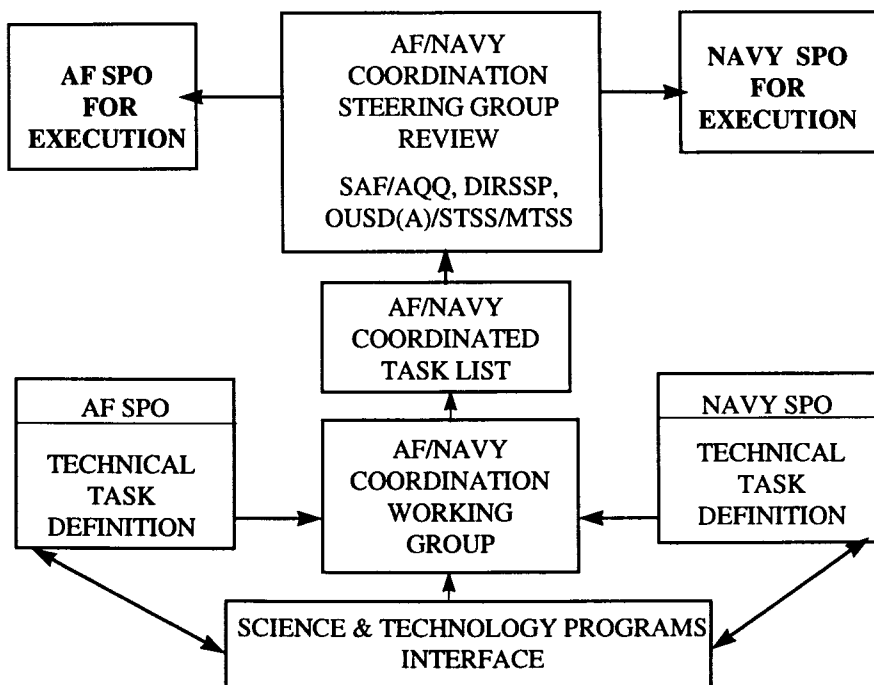 AF SPO
FOR
EXECUTION
AF/NAVY
COORDINATION
STEERING GROUP
REVIEW
SAF/AQQ, DIRSSP,
OUSD(A)/STSS/MTSS
NAVY SPO
FOR
EXECUTION
AF/NAVY
COORDINATED
TASK LIST
AF SPO
TECHNICAL
TASK
DEFINITION
AF/NAVY
COORDINATION
WORKING
GROUP
NAVY SPO
TECHNICAL
TASK
DEFINITION
SCIENCE & TECHNOLOGY PROGRAMS
INTERFACE